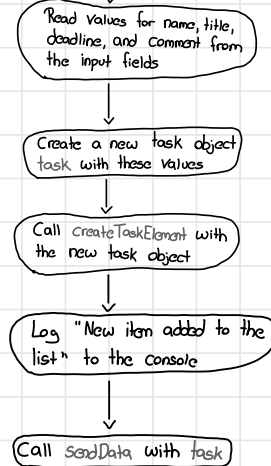 Read values for name, title,
deadline, and comment from
the input fields
Create a new task object
task with these values
Call createTaskElement with
the new task object
Log "New item added to the
list" to the console
Call sendData with task